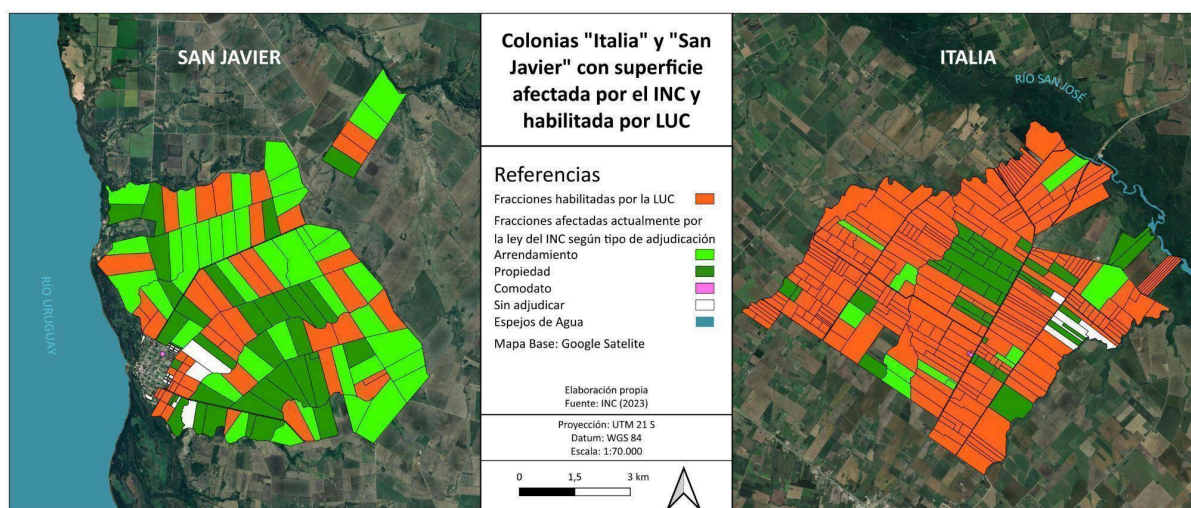 SAN JAVIER
RÍO URUGUAY
Colonias "Italia" y "San
Javier" con superficie
afectada por el INC y
habilitada por LUC
Referencias
Fracciones habilitadas por la LUC
Fracciones afectadas actualmente por
la ley del INC según tipo de adjudicación
Arrendamiento
Propiedad
Comodato
Sin adjudicar
Espejos de Agua
Mapa Base: Google Satelite
Elaboración propia
Fuente: INC (2023)
Proyección: UTM 21 S
Datum: WGS 84
Escala: 1:70.000
0 1,5 3 km
ITALIA
RÍO SAN JOSÉ